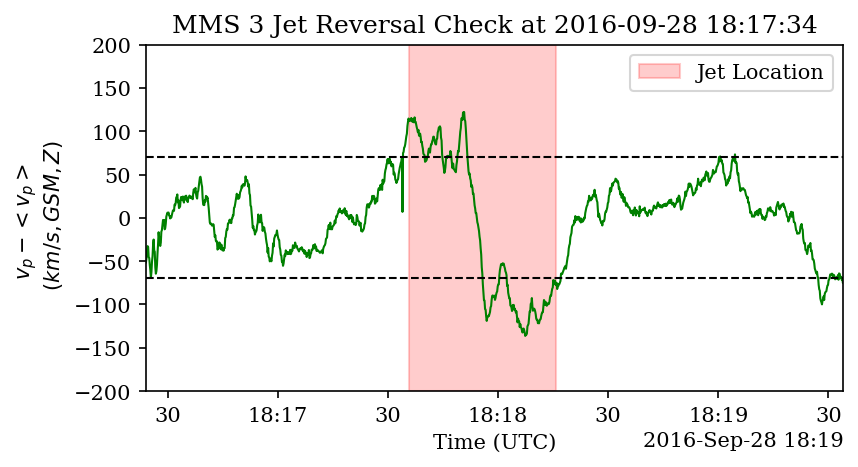 MMS 3 Jet Reversal Check at 2016-09-28 18:17:34
200
150
100
50
0
−50
−100
−150
−200
v_p − < v_p >
(km/s, GSM, Z)
Jet Location
30 18:17 30 18:18 30 18:19 30
Time (UTC)
2016-Sep-28 18:19